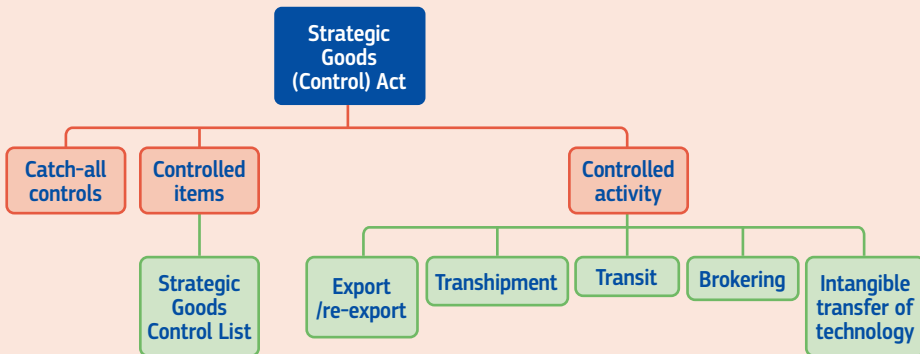 Strategic
Goods
(Control) Act
Catch-all
controls
Controlled
items
Controlled
activity
Strategic
Goods
Control List
Export
/re-export
Transhipment
Transit
Brokering
Intangible
transfer of
technology